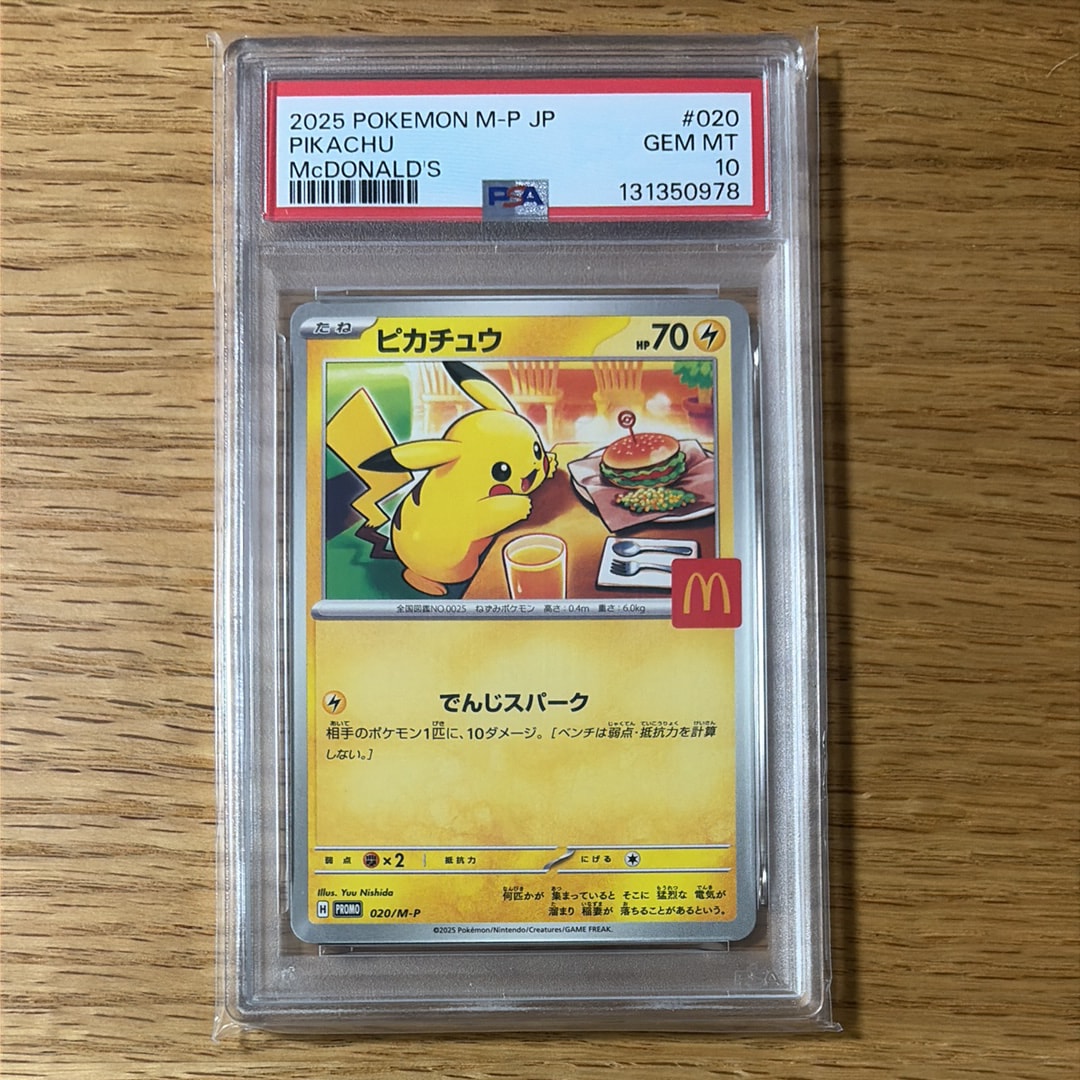 2025 POKEMON M-P JP #020
PIKACHU GEM MT
McDONALD'S 10
PSA 131350978
たね ピカチュウ HP70
全国図鑑NO.0025 ねずみポケモン 高さ:0.4m 重さ:6.0kg
でんじスパーク
相手のポケモン1匹に、10ダメージ。[ベンチは弱点・抵抗力を計算
しない。]
弱点 ×2 抵抗力 にげる
Illus. Yuu Nishida
何匹かが 集まっていると そこに 猛烈な 電気が
溜まり 稲妻が 落ちることがあるという。
H PROMO 020/M-P
©2025 Pokémon/Nintendo/Creatures/GAME FREAK.